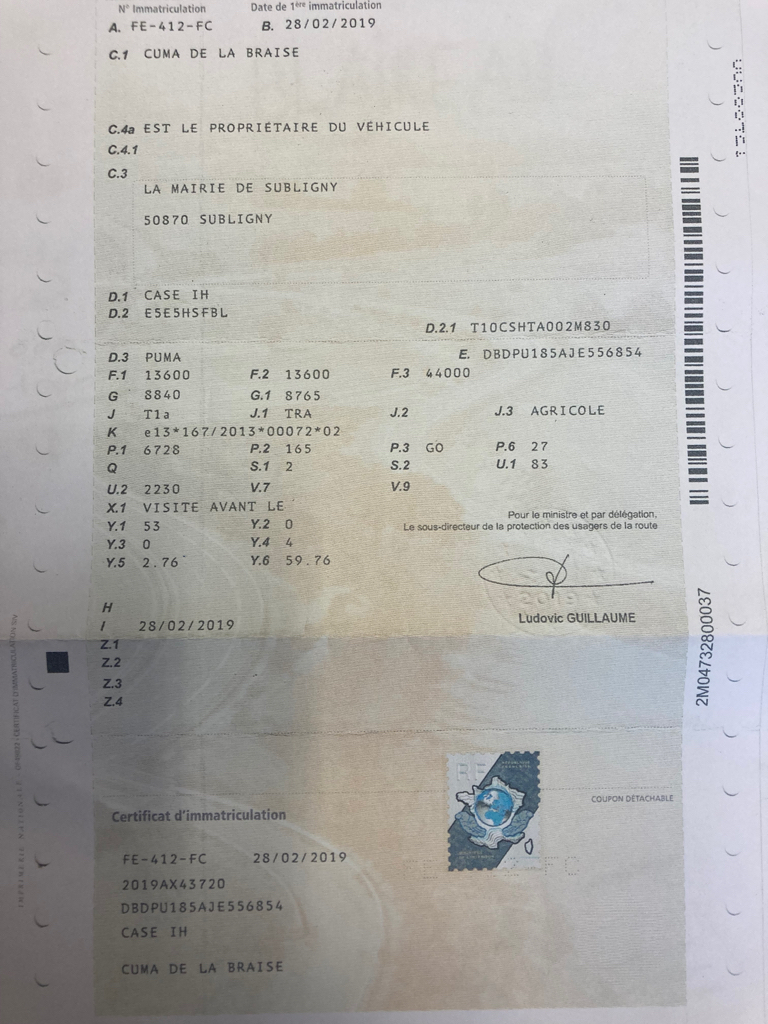 N° Immatriculation Date de 1ère immatriculation
A. FE-412-FC B. 28/02/2019
C.1 CUMA DE LA BRAISE
C.4a EST LE PROPRIÉTAIRE DU VÉHICULE
C.4.1
C.3
LA MAIRIE DE SUBLIGNY
50870 SUBLIGNY
D.1 CASE IH
D.2 E5E5HSFBL
D.2.1 T10CSHTA002M830
D.3 PUMA E. DBDPU185AJE556854
F.1 13600 F.2 13600 F.3 44000
G 8840 G.1 8765
J T1a J.1 TRA J.2 J.3 AGRICOLE
K e13*167/2013*00072*02
P.1 6728 P.2 165 P.3 GO P.6 27
Q S.1 2 S.2 U.1 83
U.2 2230 V.7 V.9
X.1 VISITE AVANT LE
Y.1 53 Y.2 0
Y.3 0 Y.4 4
Y.5 2.76 Y.6 59.76
Pour le ministre et par délégation,
Le sous-directeur de la protection des usagers de la route
Ludovic GUILLAUME
H
I 28/02/2019
Z.1
Z.2
Z.3
Z.4
2M04732800037
COUPON DÉTACHABLE
Certificat d'immatriculation
RF
FE-412-FC 28/02/2019
2019AX43720
DBDPU185AJE556854
CASE IH
CUMA DE LA BRAISE